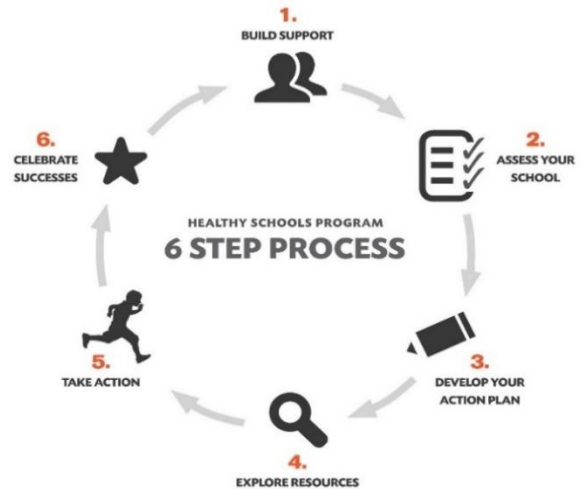 1.
BUILD SUPPORT
2.
ASSESS YOUR
SCHOOL
3.
DEVELOP YOUR
ACTION PLAN
4.
EXPLORE RESOURCES
5.
TAKE ACTION
6.
CELEBRATE
SUCCESSES
HEALTHY SCHOOLS PROGRAM
6 STEP PROCESS